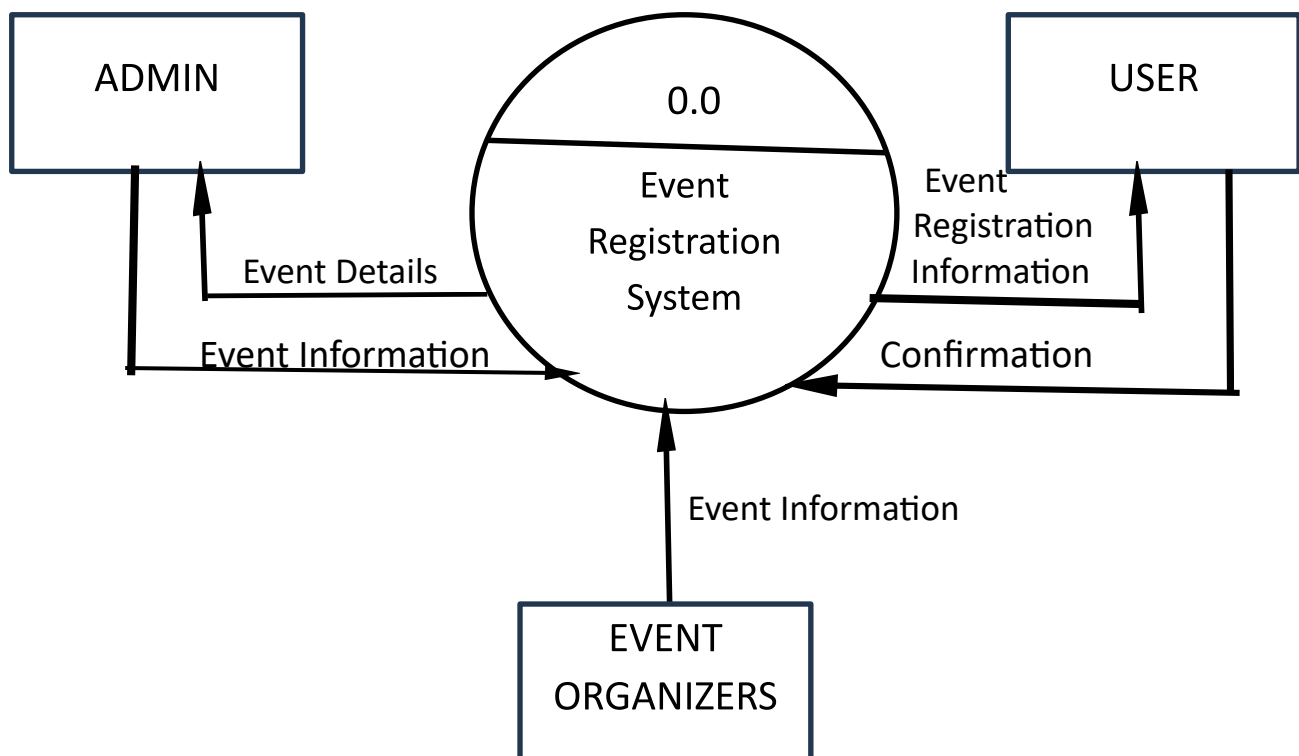 ADMIN
0.0
USER
Event
Registration
System
Event
Registration
Information
Event Details
Event Information
Confirmation
Event Information
EVENT
ORGANIZERS